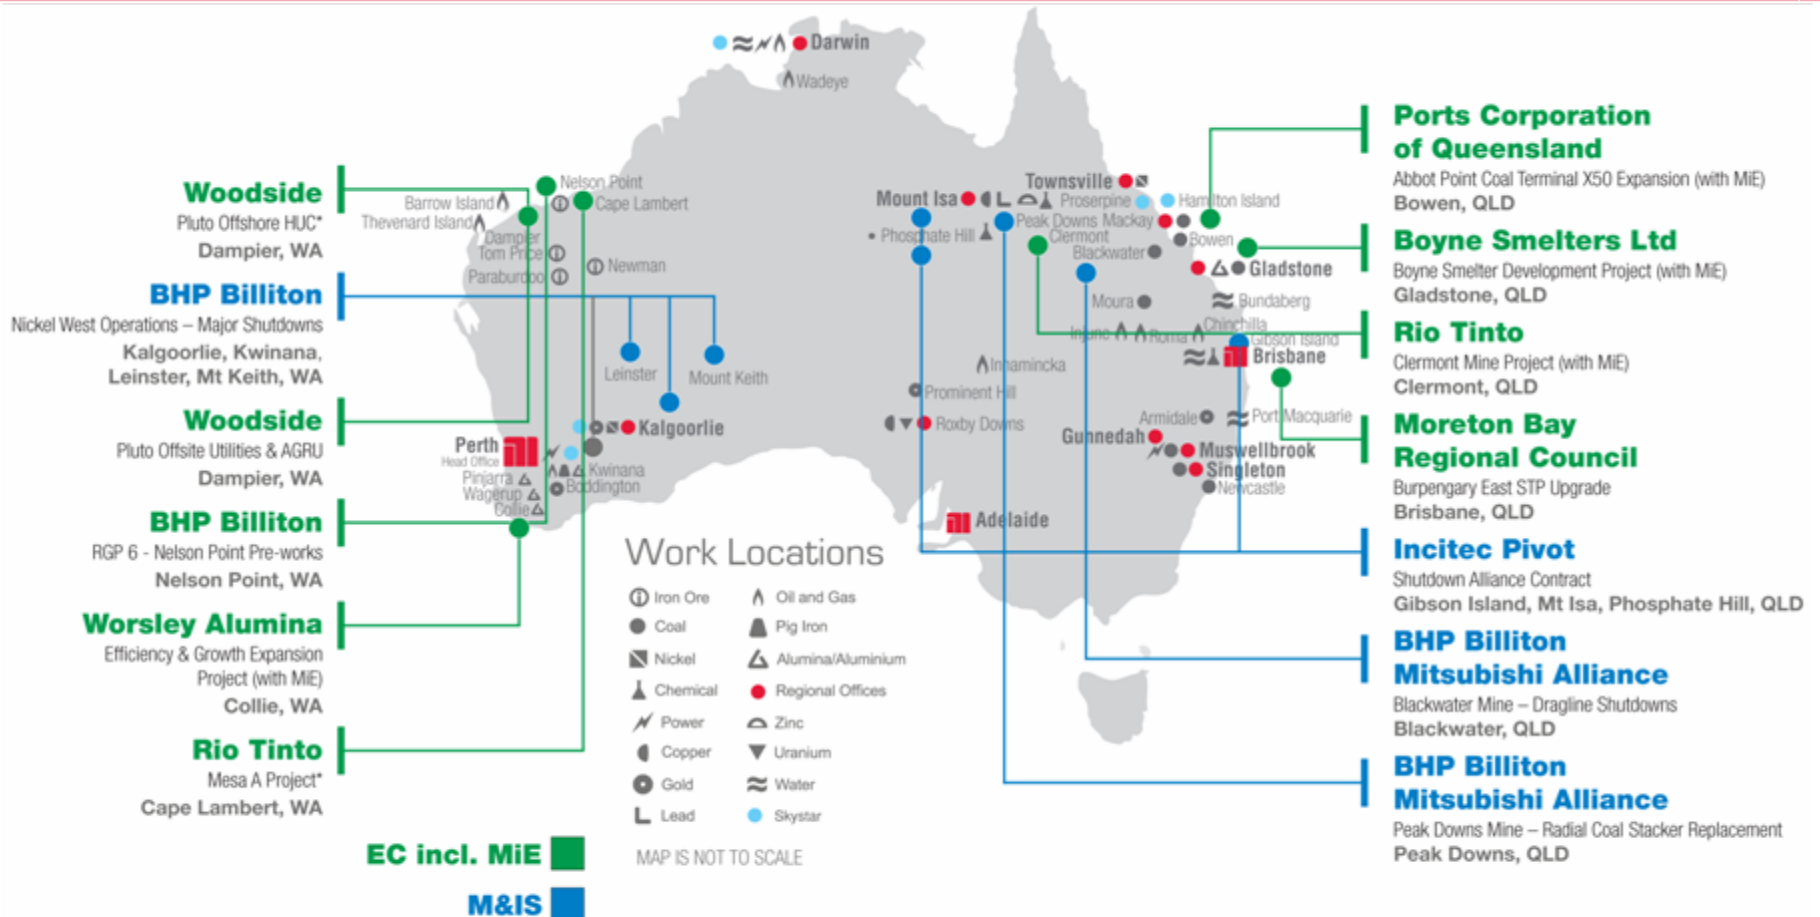 Darwin
Wadeye
Woodside
Pluto Offshore HUC*
Dampier, WA
BHP Billiton
Nickel West Operations – Major Shutdowns
Kalgoorlie, Kwinana,
Leinster, Mt Keith, WA
Woodside
Pluto Offsite Utilities & AGRU
Dampier, WA
BHP Billiton
RGP 6 - Nelson Point Pre-works
Nelson Point, WA
Worsley Alumina
Efficiency & Growth Expansion
Project (with MiE)
Collie, WA
Rio Tinto
Mesa A Project*
Cape Lambert, WA
EC incl. MiE
M&IS
Nelson Point
Barrow Island
Cape Lambert
Thevenard Island
Dampier
Tom Price
Newman
Paraburdoo
Leinster
Mount Keith
Kalgoorlie
Perth
Head Office
Kwinana
Pinjarra
Boddington
Wagerup
Collie
Townsville
Mount Isa
Proserpine
Hamilton Island
Peak Downs
Mackay
Phosphate Hill
Clermont
Bowen
Blackwater
Gladstone
Moura
Bundaberg
Chinchilla
Injune
Roma
Gibson Island
Brisbane
Innamincka
Prominent Hill
Roxby Downs
Armidale
Port Macquarie
Gunnedah
Muswellbrook
Singleton
Newcastle
Adelaide
Work Locations
Iron Ore
Oil and Gas
Coal
Pig Iron
Nickel
Alumina/Aluminium
Chemical
Regional Offices
Power
Zinc
Copper
Uranium
Gold
Water
Lead
Skystar
MAP IS NOT TO SCALE
Ports Corporation
of Queensland
Abbot Point Coal Terminal X50 Expansion (with MiE)
Bowen, QLD
Boyne Smelters Ltd
Boyne Smelter Development Project (with MiE)
Gladstone, QLD
Rio Tinto
Clermont Mine Project (with MiE)
Clermont, QLD
Moreton Bay
Regional Council
Burpengary East STP Upgrade
Brisbane, QLD
Incitec Pivot
Shutdown Alliance Contract
Gibson Island, Mt Isa, Phosphate Hill, QLD
BHP Billiton
Mitsubishi Alliance
Blackwater Mine – Dragline Shutdowns
Blackwater, QLD
BHP Billiton
Mitsubishi Alliance
Peak Downs Mine – Radial Coal Stacker Replacement
Peak Downs, QLD